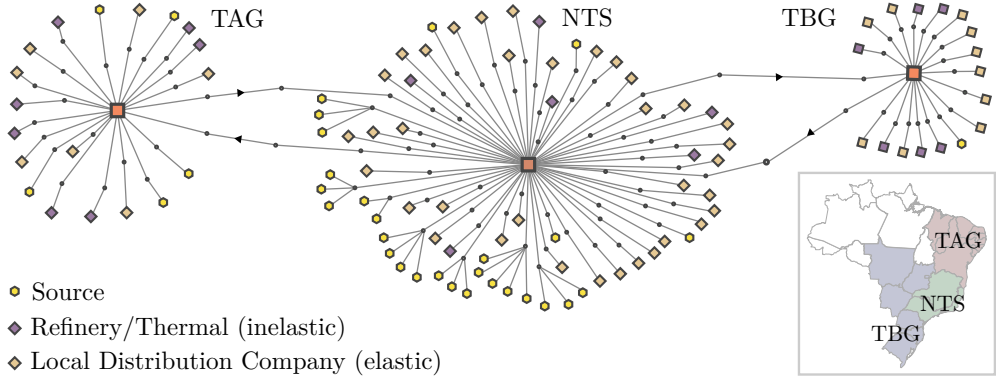 TAG
NTS
TBG
Source
Refinery/Thermal (inelastic)
Local Distribution Company (elastic)
TAG
NTS
TBG